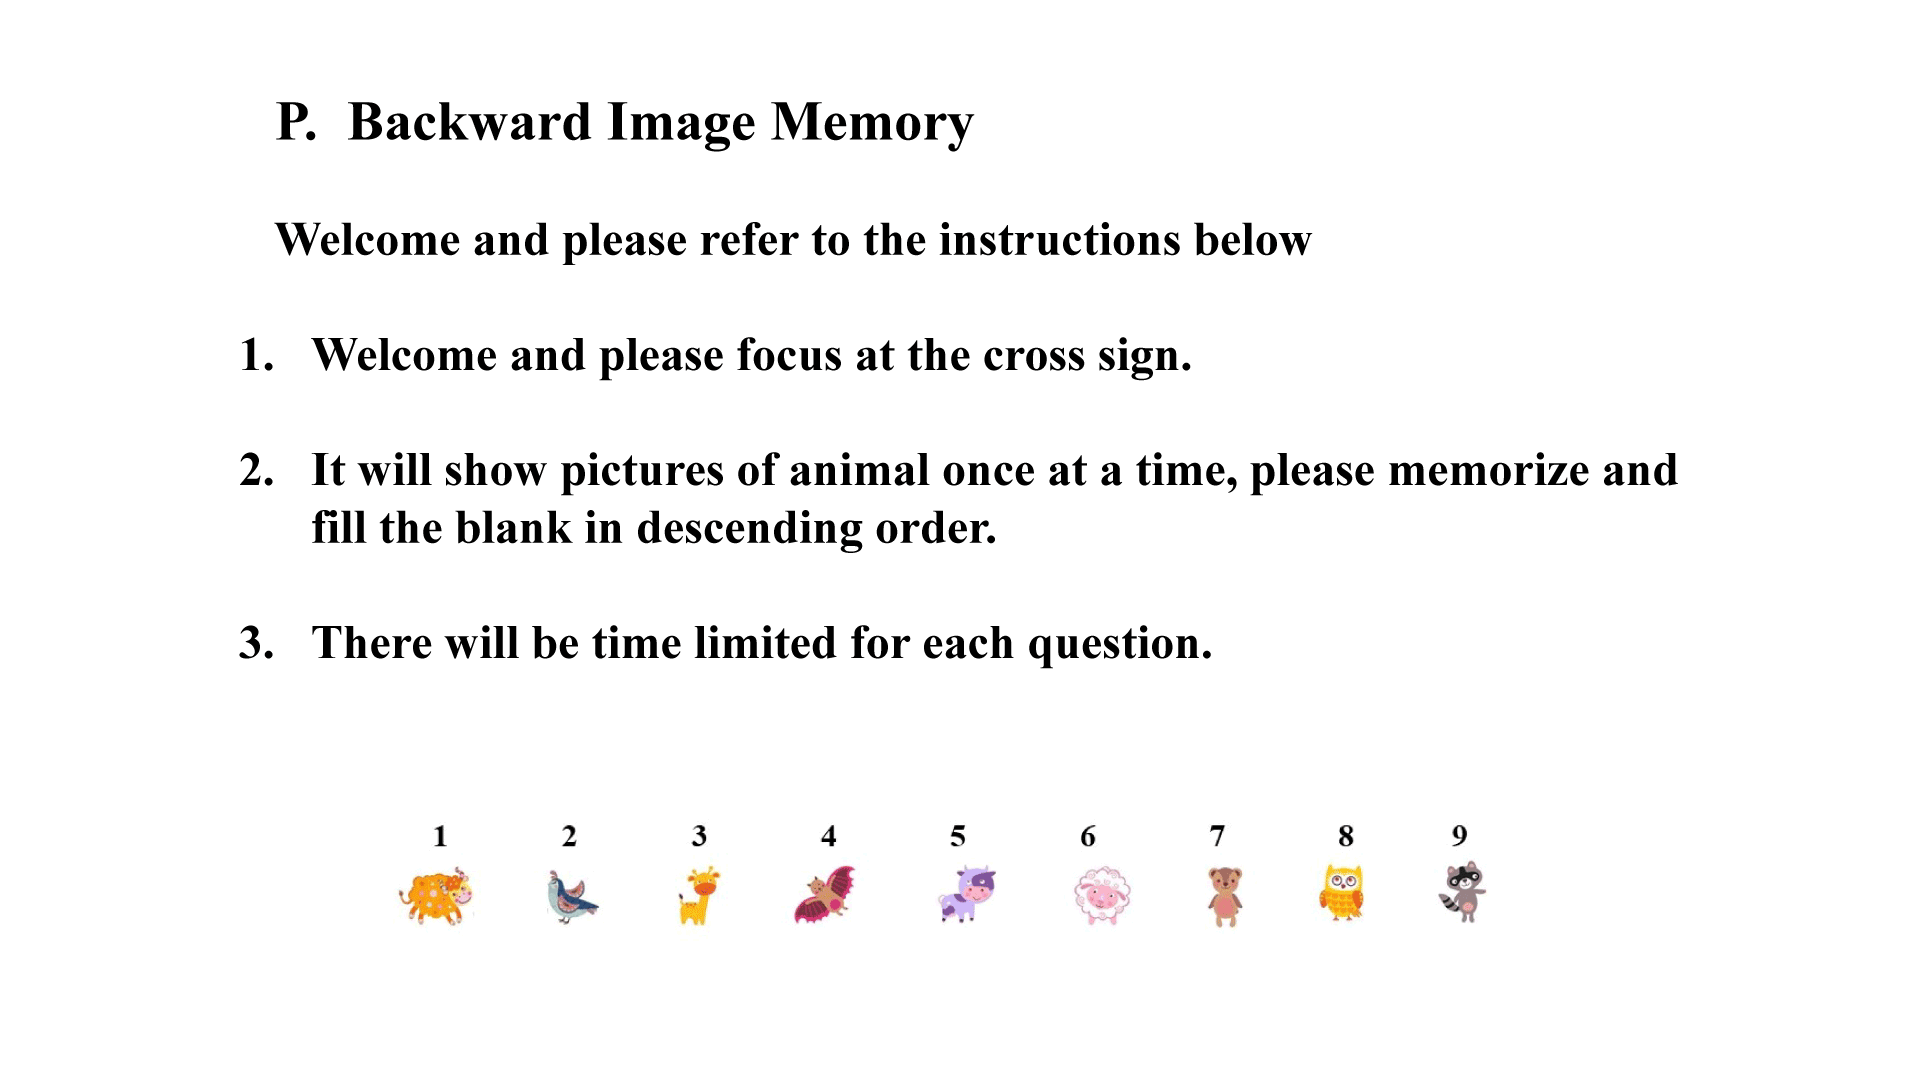 P. Backward Image Memory
Welcome and please refer to the instructions below
1. Welcome and please focus at the cross sign.
2. It will show pictures of animal once at a time, please memorize and
fill the blank in descending order.
3. There will be time limited for each question.
1 2 3 4 5 6 7 8 9